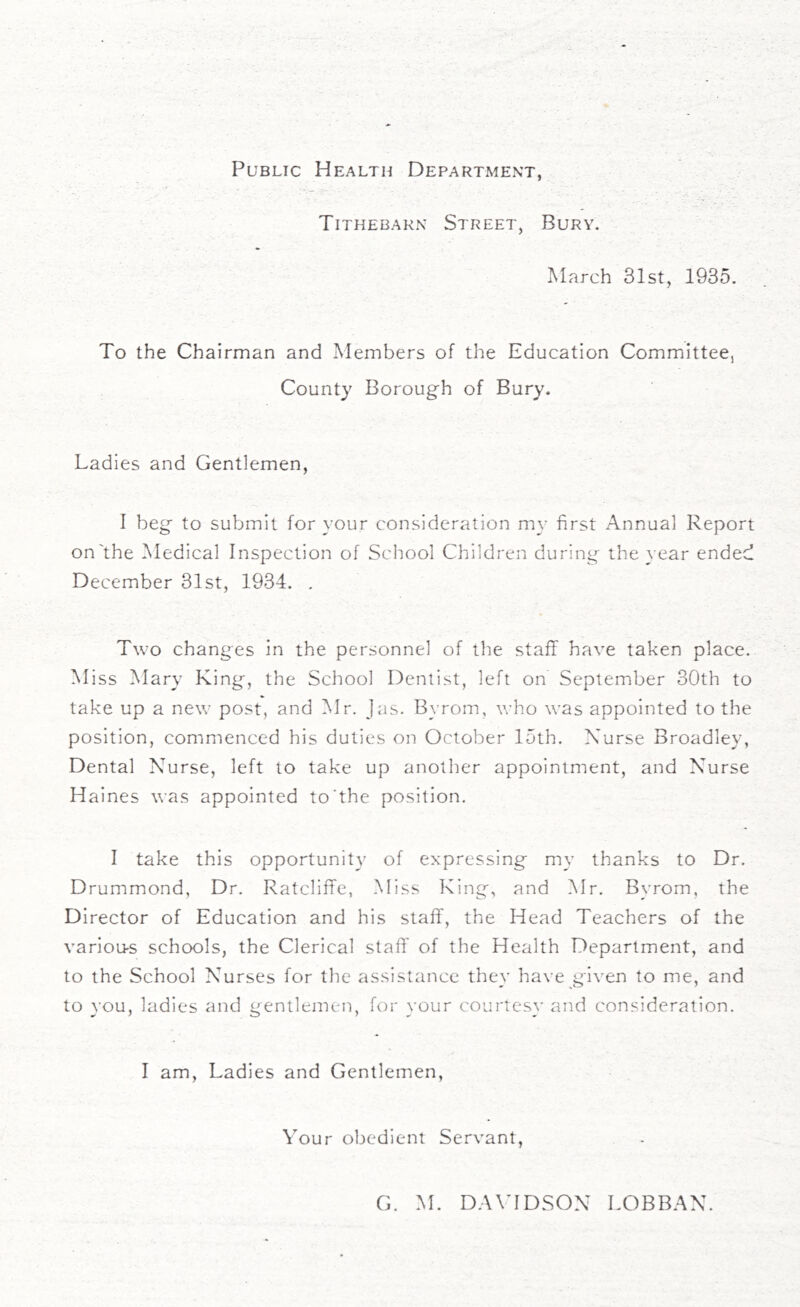 PUBLIC HEALTH DEPARTMENT,
TITHEBARN STREET, BURY.
March 31st, 1935.
To the Chairman and Members of the Education Committee,
County Borough of Bury.
Ladies and Gentlemen,
I beg to submit for your consideration my first Annual Report
on the Medical Inspection of School Children during the year ended
December 31st, 1934.
Two changes in the personnel of the staff have taken place.
Miss Mary King, the School Dentist, left on September 30th to
take up a new post, and Mr. Jas. Byrom, who was appointed to the
position, commenced his duties on October 15th. Nurse Broadley,
Dental Nurse, left to take up another appointment, and Nurse
Haines was appointed to the position.
I take this opportunity of expressing my thanks to Dr.
Drummond, Dr. Ratcliffe, Miss King, and Mr. Byrom, the
Director of Education and his staff, the Head Teachers of the
various schools, the Clerical staff of the Health Department, and
to the School Nurses for the assistance they have given to me, and
to you, ladies and gentlemen, for your courtesy and consideration.
I am, Ladies and Gentlemen,
Your obedient Servant,
G. M. DAVIDSON LOBBAN.